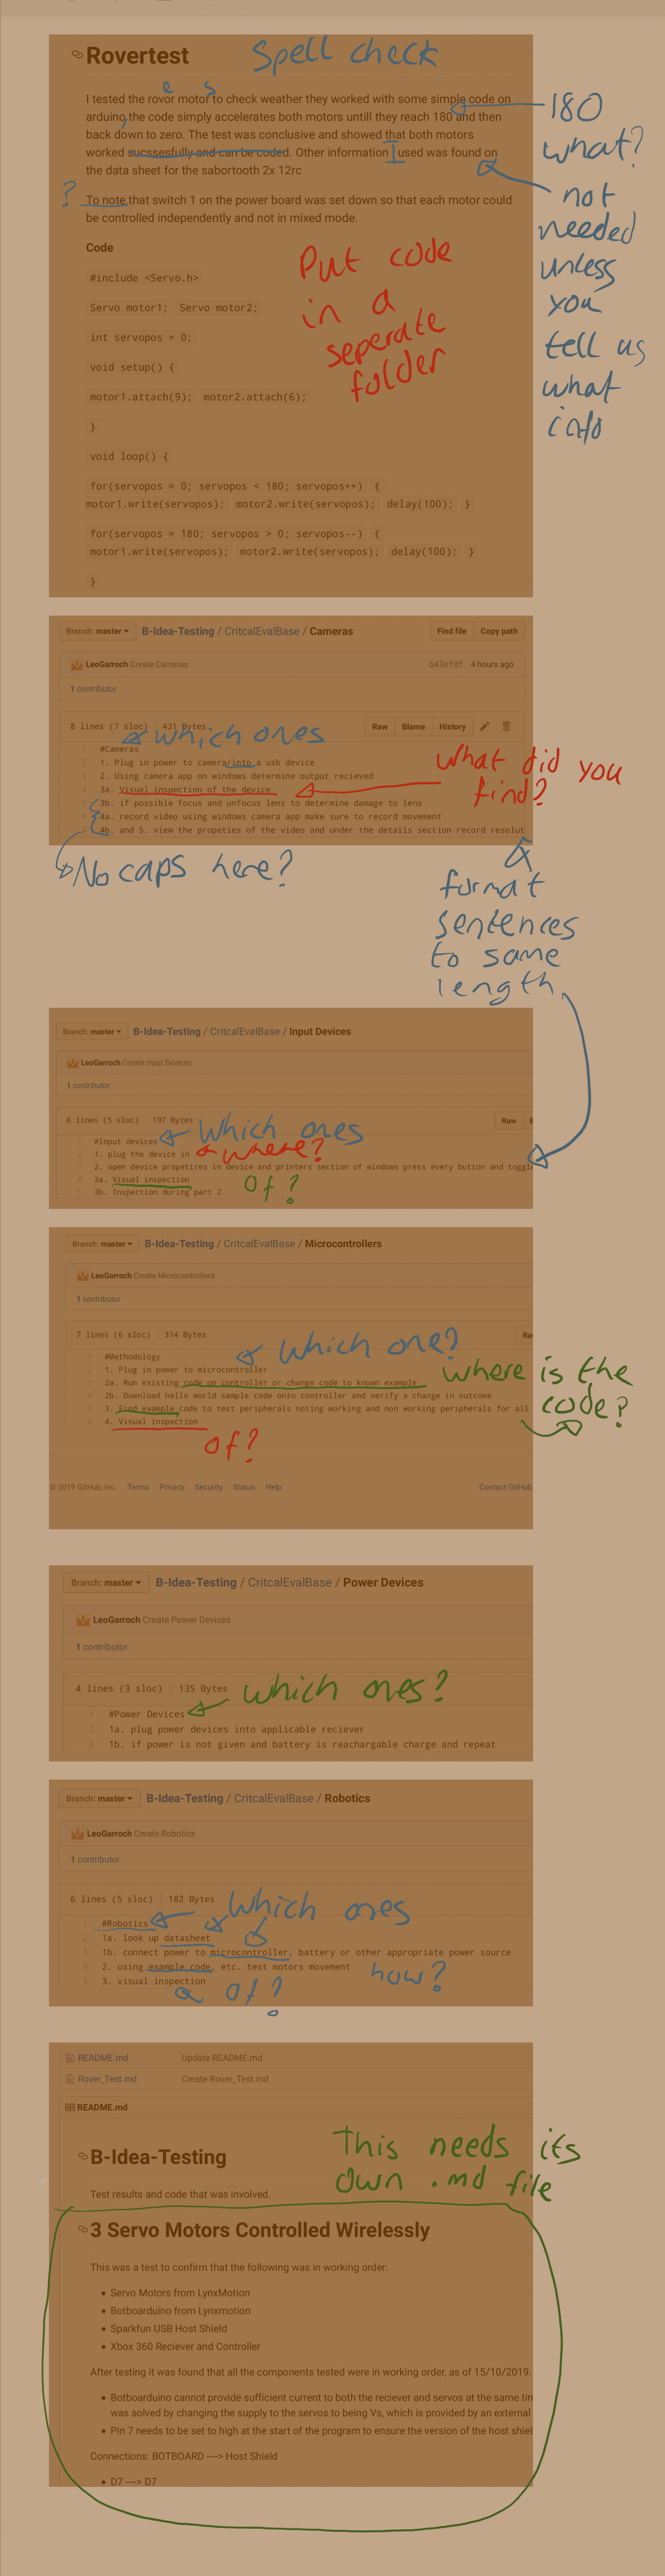 Rovertest
Spell check
e s
I tested the rovor motor to check weather they worked with some simple code on
arduino the code simply accelerates both motors untill they reach 180 and then
,
back down to zero. The test was conclusive and showed that both motors
worked sucssesfully and can be coded. Other information I used was found on
the data sheet for the sabortooth 2x 12rc
180
what?
not
needed
unless
you
tell us
what
info
?
To note that switch 1 on the power board was set down so that each motor could
be controlled independently and not in mixed mode.
Code
Put code
in a
seperate
folder
#include <Servo.h>
Servo motor1; Servo motor2;
int servopos = 0;
void setup() {
motor1.attach(9); motor2.attach(6);
}
void loop() {
for(servopos = 0; servopos < 180; servopos++) {
motor1.write(servopos); motor2.write(servopos); delay(100); }
for(servopos = 180; servopos > 0; servopos--) {
motor1.write(servopos); motor2.write(servopos); delay(100); }
}
Branch: master B-Idea-Testing / CritcalEvalBase / Cameras Find file Copy path
LeoGarroch Create Cameras b43efdf 4 hours ago
1 contributor
8 lines (7 sloc) 431 Bytes Raw Blame History
which ones
1 #Cameras
2 1. Plug in power to camera/into a usb device
3 2. Using camera app on windows determine output recieved
4 3a. Visual inspection of the device
5 3b. if possible focus and unfocus lens to determine damage to lens
6 4a. record video using windows camera app make sure to record movement
7 4b. and 5. view the propeties of the video and under the details section record resolut
What did you
find?
No caps here?
format
sentences
to same
length
Branch: master B-Idea-Testing / CritcalEvalBase / Input Devices
LeoGarroch Create Input Devices
1 contributor
6 lines (5 sloc) 197 Bytes Raw B
which ones
1 #Input devices
2 1. plug the device in
where?
3 2. open device propetires in device and printers section of windows press every button and toggle
4 3a. Visual inspection
of?
5 3b. Inspection during part 2
Branch: master B-Idea-Testing / CritcalEvalBase / Microcontrollers
LeoGarroch Create Microcontrollers
1 contributor
7 lines (6 sloc) 314 Bytes Raw
which one?
1 #Methodology
2 1. Plug in power to microcontroller
3 2a. Run existing code on controller or change code to known example
4 2b. Download hello world sample code onto controller and verify a change in outcome
5 3. Find example code to test peripherals noting working and non working peripherals for all
6 4. Visual inspection
where is the
code?
of?
© 2019 GitHub, Inc. Terms Privacy Security Status Help Contact GitHub
Branch: master B-Idea-Testing / CritcalEvalBase / Power Devices
LeoGarroch Create Power Devices
1 contributor
4 lines (3 sloc) 135 Bytes
which ones?
1 #Power Devices
2 1a. plug power devices into applicable reciever
3 1b. if power is not given and battery is reachargable charge and repeat
Branch: master B-Idea-Testing / CritcalEvalBase / Robotics
LeoGarroch Create Robotics
1 contributor
6 lines (5 sloc) 182 Bytes
which ones
1 #Robotics
2 1a. look up datasheet
3 1b. connect power to microcontroller, battery or other appropriate power source
4 2. using example code, etc. test motors movement
how?
5 3. visual inspection
of?
README.md Update README.md
Rover_Test.md Create Rover_Test.md
README.md
This needs its
own .md file
B-Idea-Testing
Test results and code that was involved.
3 Servo Motors Controlled Wirelessly
This was a test to confirm that the following was in working order:
• Servo Motors from LynxMotion
• Botboarduino from Lynxmotion
• Sparkfun USB Host Shield
• Xbox 360 Reciever and Controller
After testing it was found that all the components tested were in working order, as of 15/10/2019.
• Botboarduino cannot provide sufficient current to both the reciever and servos at the same tim
was solved by changing the supply to the servos to being Vs, which is provided by an external
• Pin 7 needs to be set to high at the start of the program to ensure the version of the host shiel
Connections: BOTBOARD ----> Host Shield
• D7 ----> D7